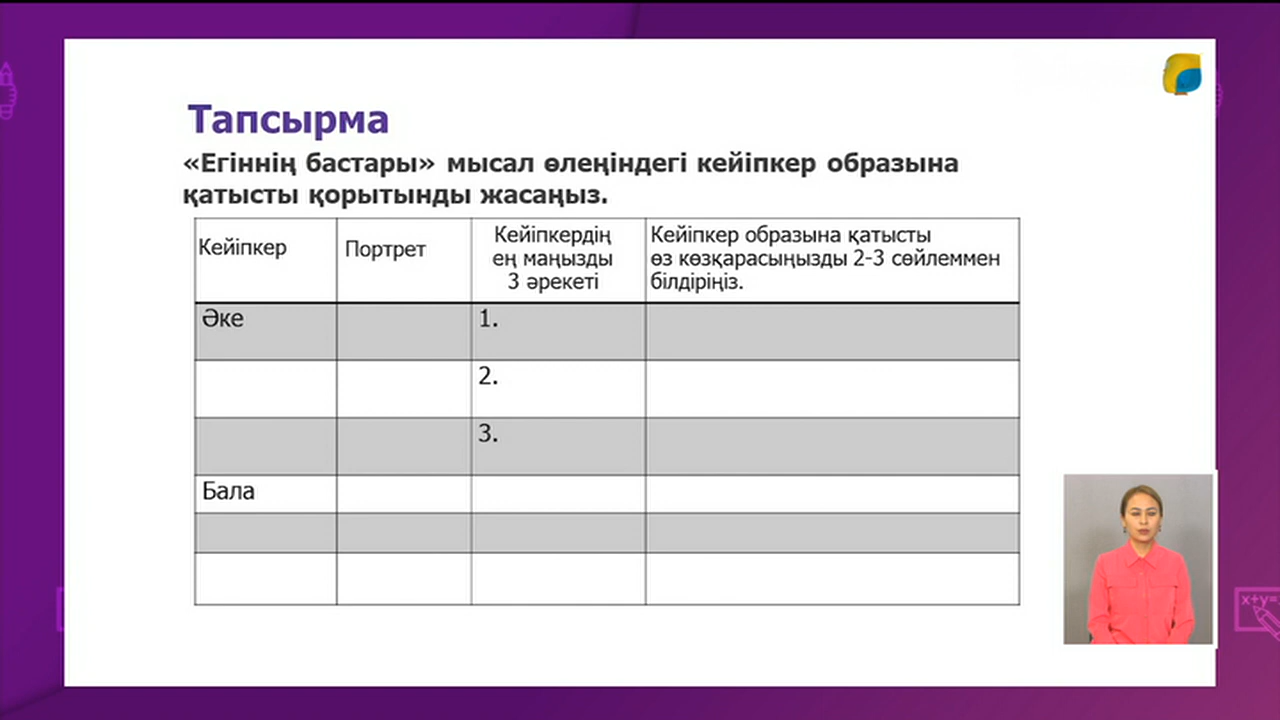 Тапсырма
«Егіннің бастары» мысал өлеңіндегі кейіпкер образына
қатысты қорытынды жасаңыз.
Кейіпкер
Портрет
Кейіпкердің
ең маңызды
3 әрекеті
Кейіпкер образына қатысты
өз көзқарасыңызды 2-3 сөйлеммен
білдіріңіз.
Әке
1.
2.
3.
Бала
x+y=